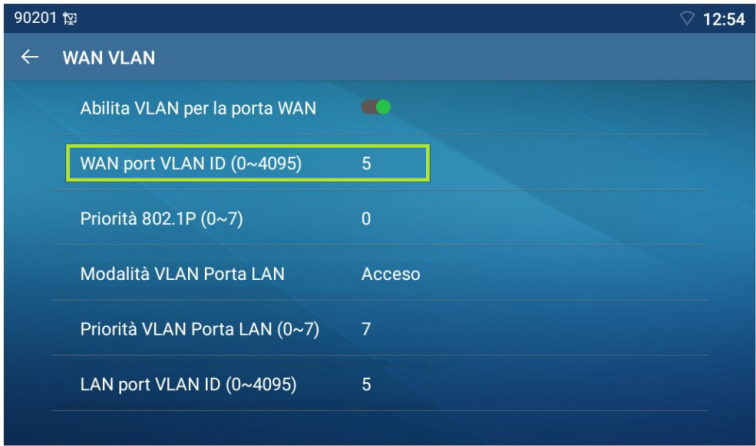 90201 12:54
WAN VLAN
Abilita VLAN per la porta WAN
WAN port VLAN ID (0~4095) 5
Priorità 802.1P (0~7) 0
Modalità VLAN Porta LAN Acceso
Priorità VLAN Porta LAN (0~7) 7
LAN port VLAN ID (0~4095) 5